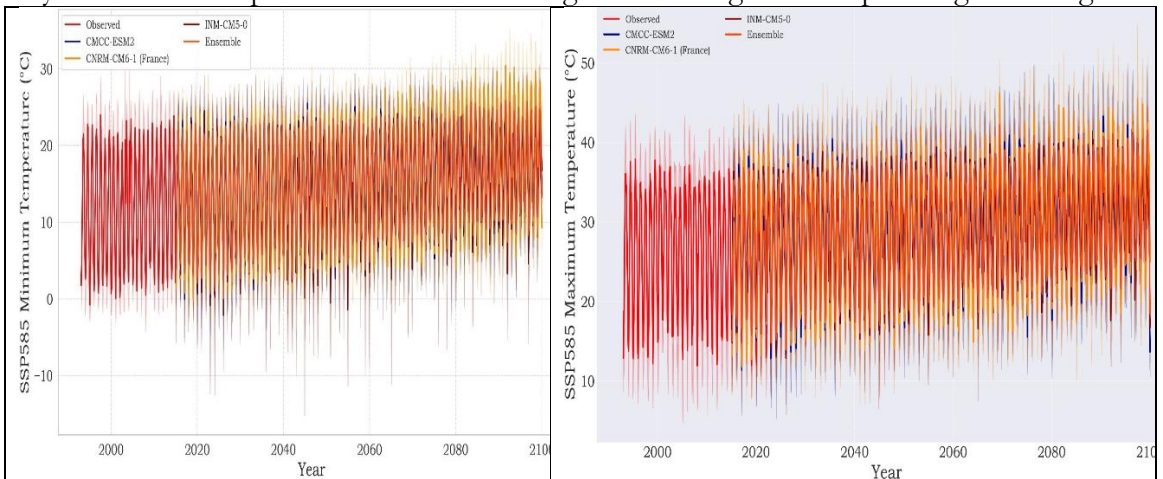 Observed
CMCC-ESM2
CNRM-CM6-1 (France)
INM-CM5-0
Ensemble
SSP585 Minimum Temperature (°C)
30
20
10
0
−10
2000
2020
2040
2060
2080
Year
Observed
CMCC-ESM2
CNRM-CM6-1 (France)
INM-CM5-0
Ensemble
SSP585 Maximum Temperature (°C)
50
40
30
20
10
2000
2020
2040
2060
2080
210
Year